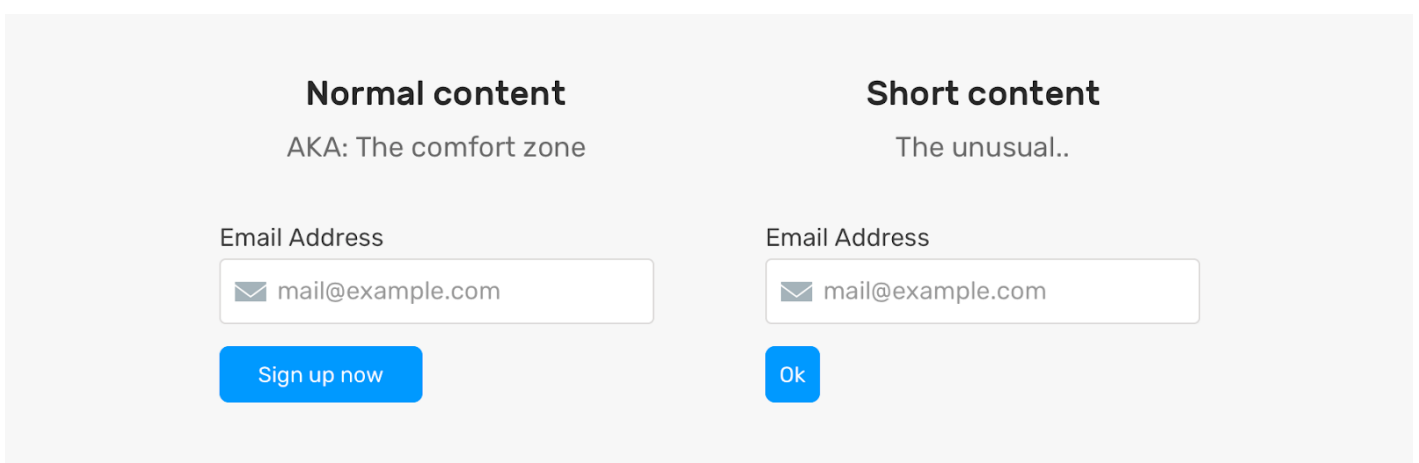 Normal content
AKA: The comfort zone
Email Address
mail@example.com
Sign up now
Short content
The unusual..
Email Address
mail@example.com
Ok